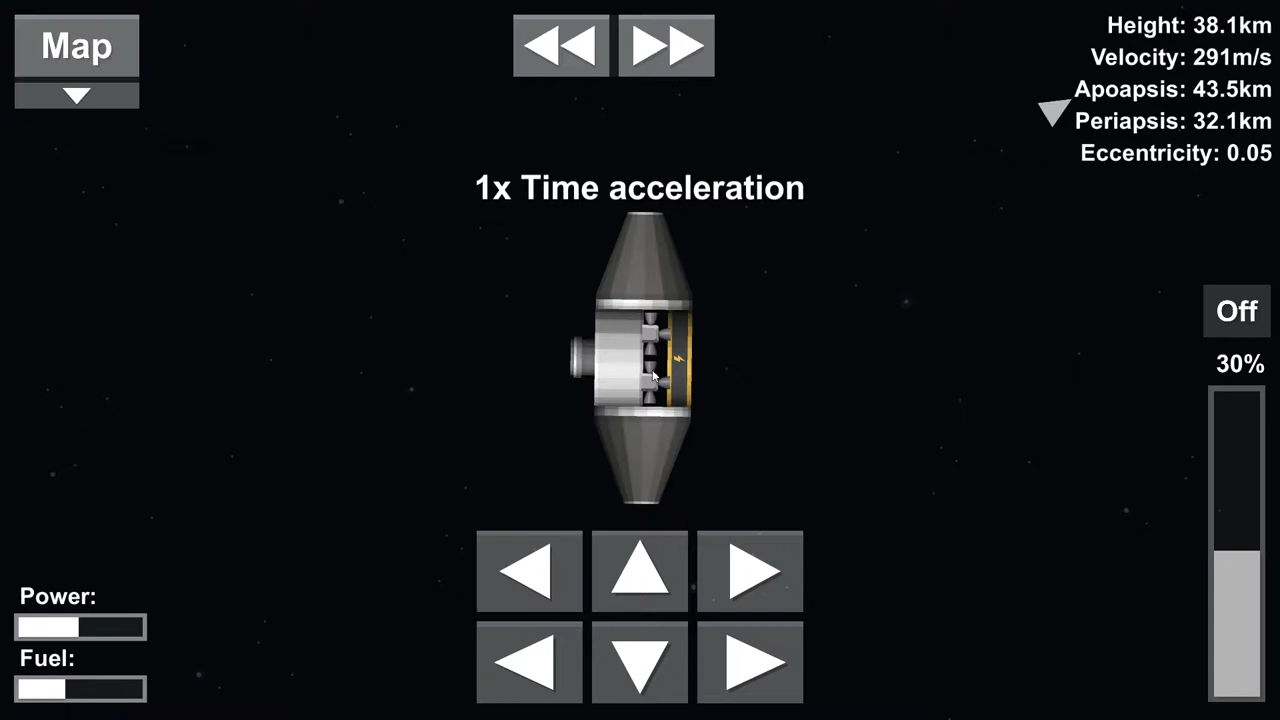 Map
Height: 38.1km
Velocity: 291m/s
Apoapsis: 43.5km
Periapsis: 32.1km
Eccentricity: 0.05
1x Time acceleration
Off
30%
Power:
Fuel: